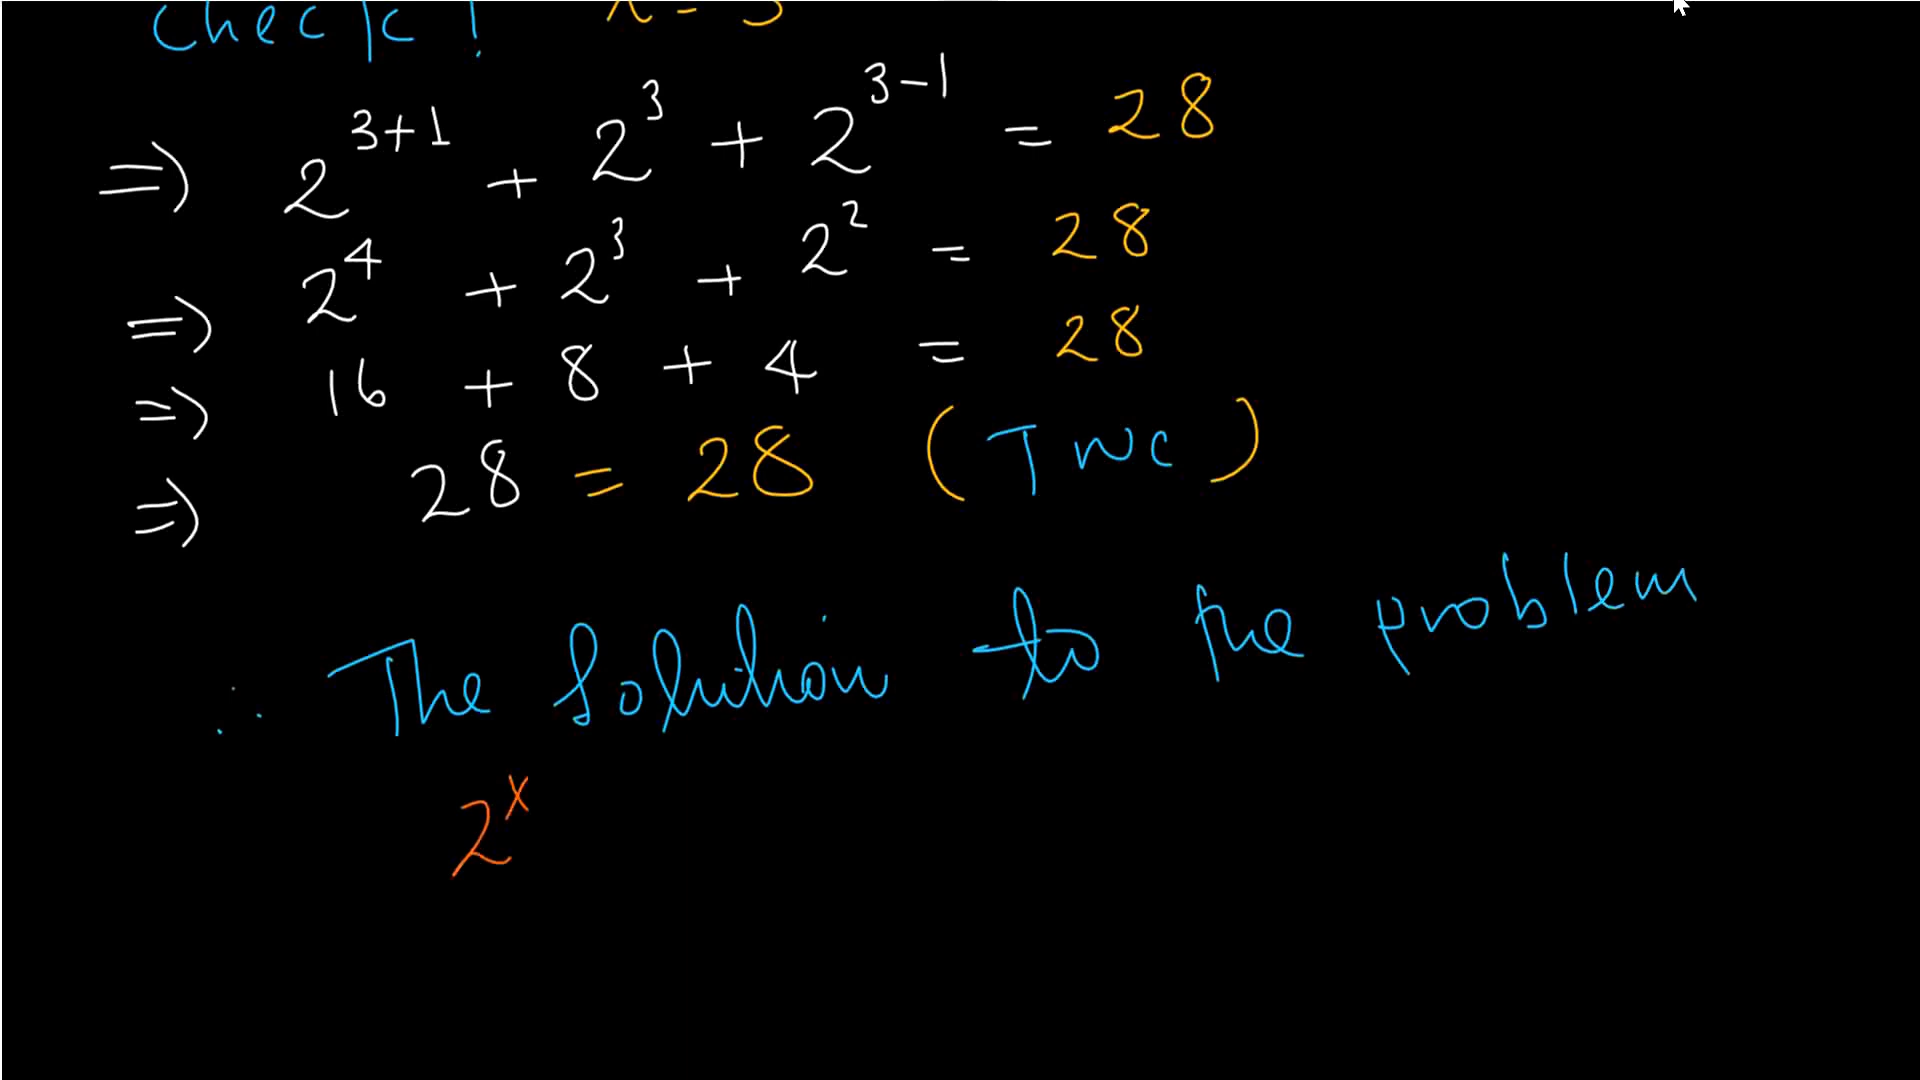 Check! x = 3
⇒ 2^{3+1} + 2^3 + 2^{3-1} = 28
⇒ 2^4 + 2^3 + 2^2 = 28
⇒ 16 + 8 + 4 = 28
⇒ 28 = 28 (True)
∴ The Solution to the problem
2^x